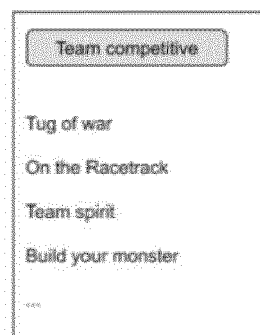 Team competitive
Tug of war
On the Racetrack
Team spirit
Build your monster
...